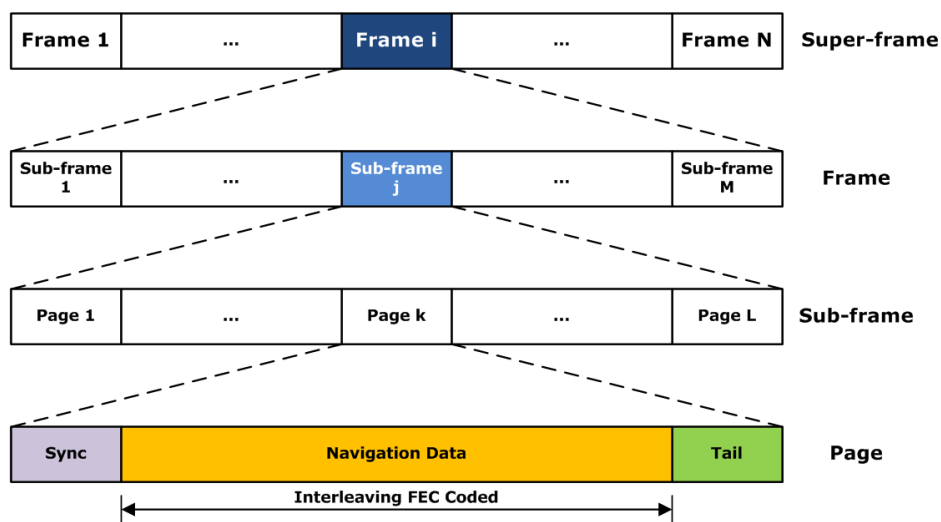 Frame 1
...
Frame i
...
Frame N
Super-frame
Sub-frame
1
...
Sub-frame
j
...
Sub-frame
M
Frame
Page 1
...
Page k
...
Page L
Sub-frame
Sync
Navigation Data
Tail
Page
Interleaving FEC Coded